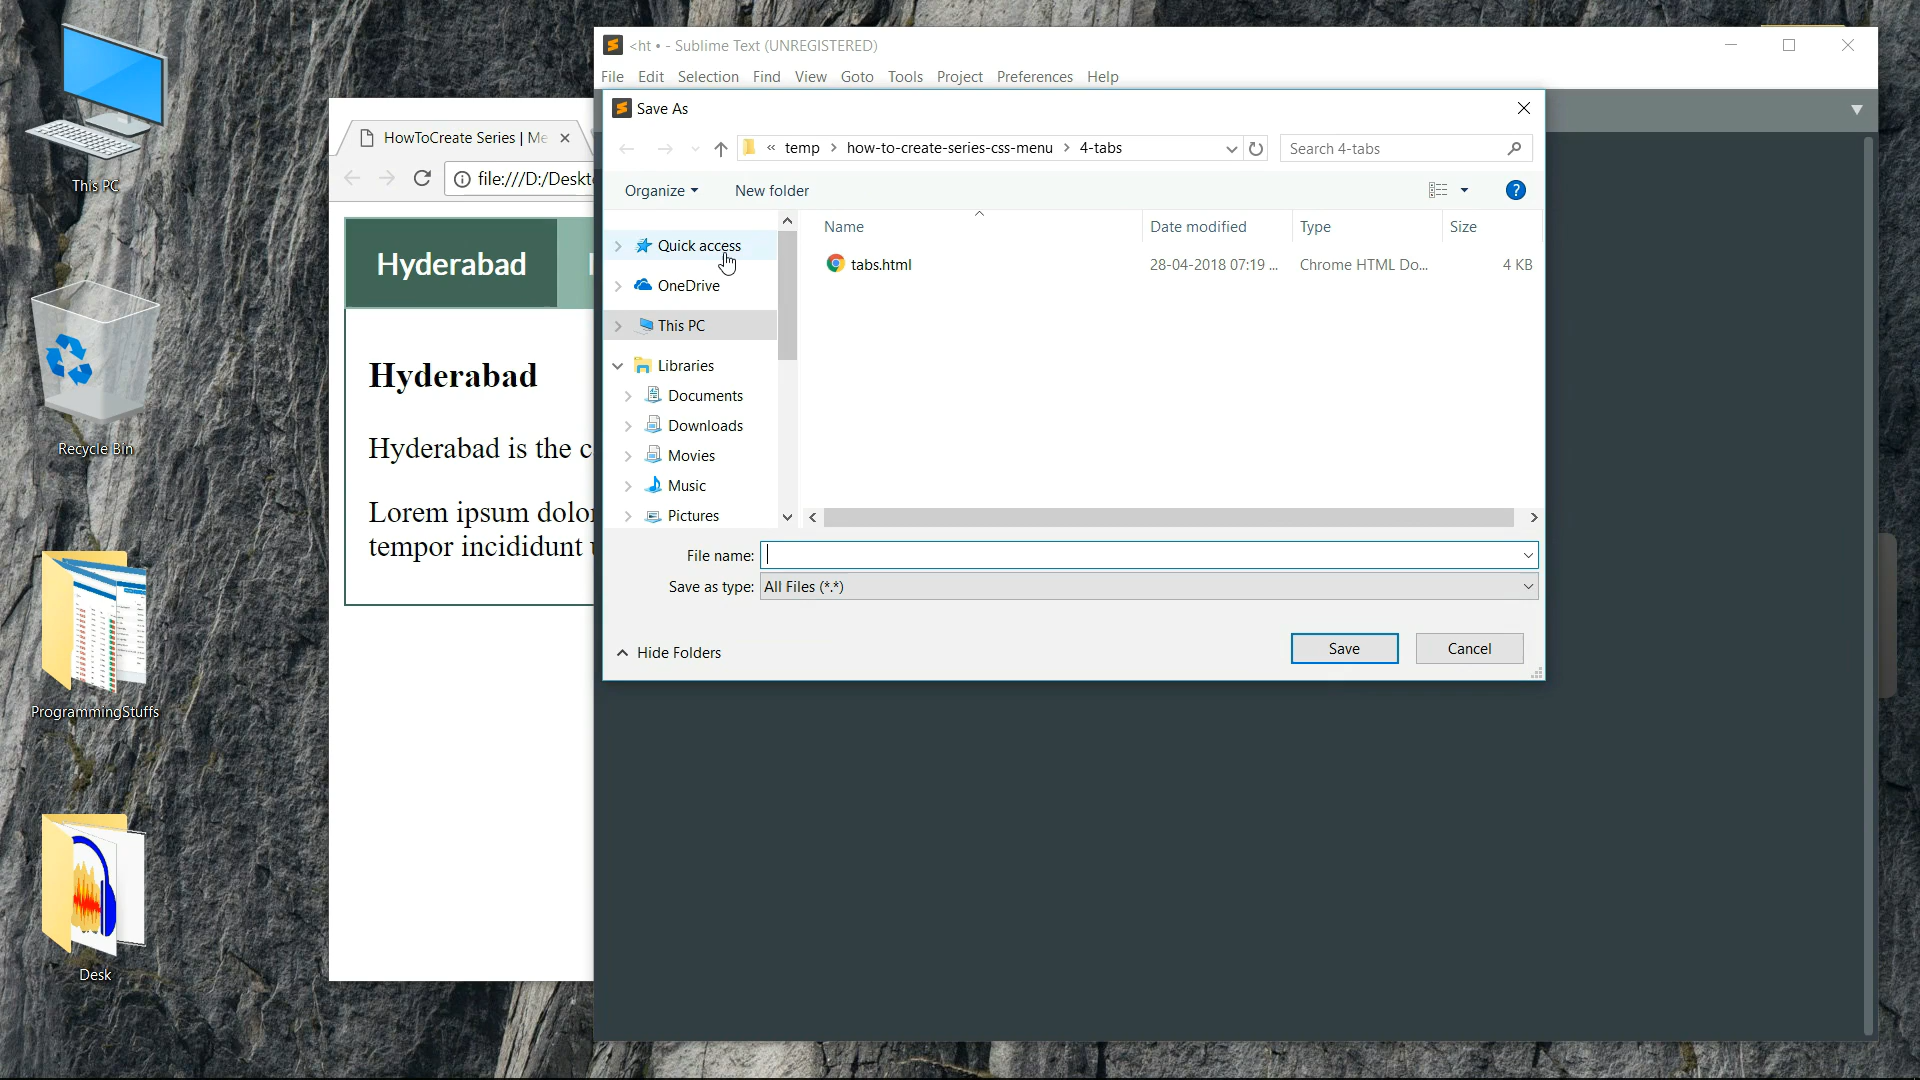 This PC
Recycle Bin
ProgrammingStuffs
Desk
HowToCreate Series | Me
file:///D:/Deskt
Hyderabad
Hyderabad
Hyderabad is the
Lorem ipsum dolor
tempor incididunt
<ht • - Sublime Text (UNREGISTERED)
File Edit Selection Find View Goto Tools Project Preferences Help
Save As
« temp > how-to-create-series-css-menu > 4-tabs
Search 4-tabs
Organize New folder
Name Date modified Type Size
tabs.html 28-04-2018 07:19 ... Chrome HTML Do... 4 KB
Quick access
OneDrive
This PC
Libraries
Documents
Downloads
Movies
Music
Pictures
File name:
Save as type: All Files (*.*)
Hide Folders
Save Cancel